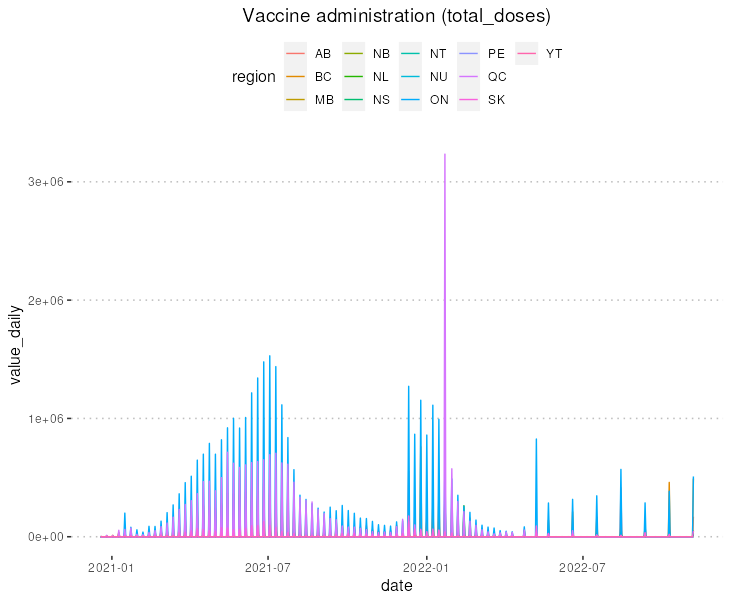 Vaccine administration (total_doses)
region
AB NB NT PE YT
BC NL NU QC
MB NS ON SK
value_daily
3e+06
2e+06
1e+06
0e+00
2021-01 2021-07 2022-01 2022-07
date